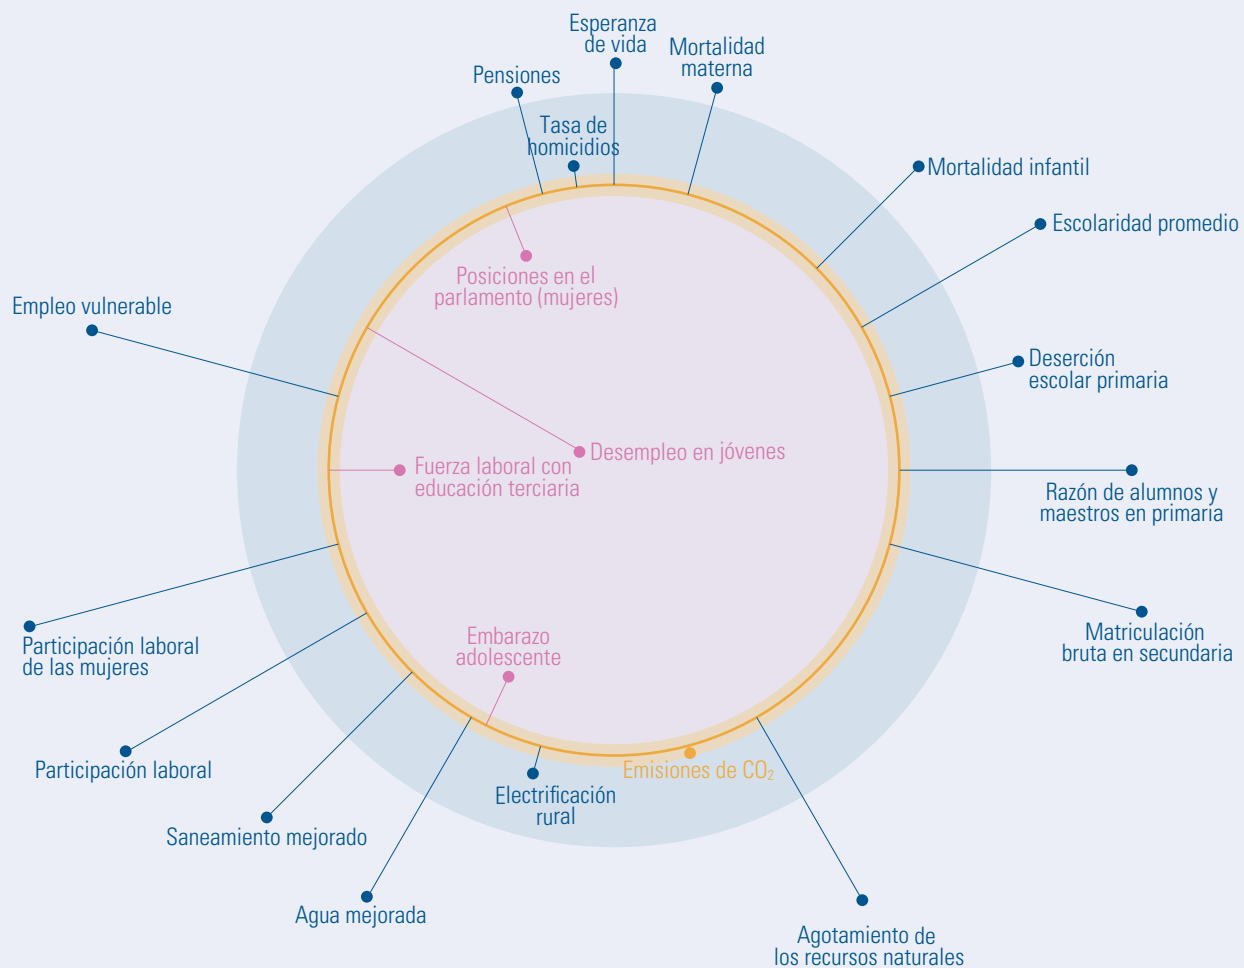 Esperanza
de vida
Mortalidad
materna
Pensiones
Tasa de
homicidios
Mortalidad infantil
Escolaridad promedio
Posiciones en el
parlamento (mujeres)
Empleo vulnerable
Deserción
escolar primaria
Desempleo en jóvenes
Fuerza laboral con
educación terciaria
Razón de alumnos y
maestros en primaria
Embarazo
adolescente
Matriculación
bruta en secundaria
Participación laboral
de las mujeres
Participación laboral
Emisiones de CO₂
Electrificación
rural
Saneamiento mejorado
Agua mejorada
Agotamiento de
los recursos naturales